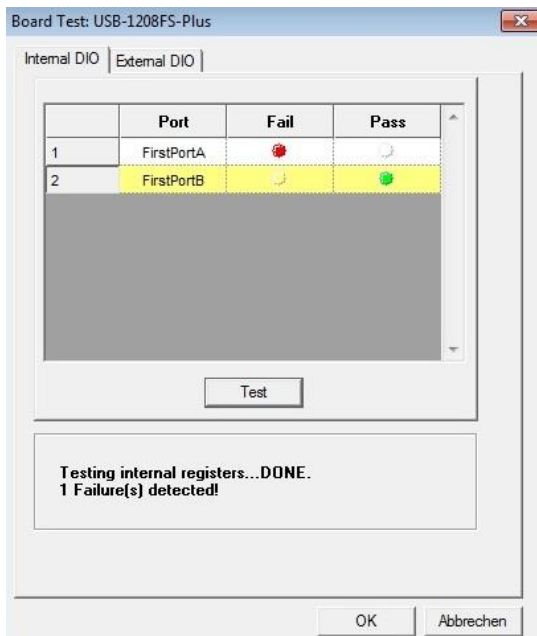 Board Test: USB-1208FS-Plus
Internal DIO External DIO
Port Fail Pass
1 FirstPortA
2 FirstPortB
Test
Testing internal registers...DONE.
1 Failure(s) detected!
OK Abbrechen